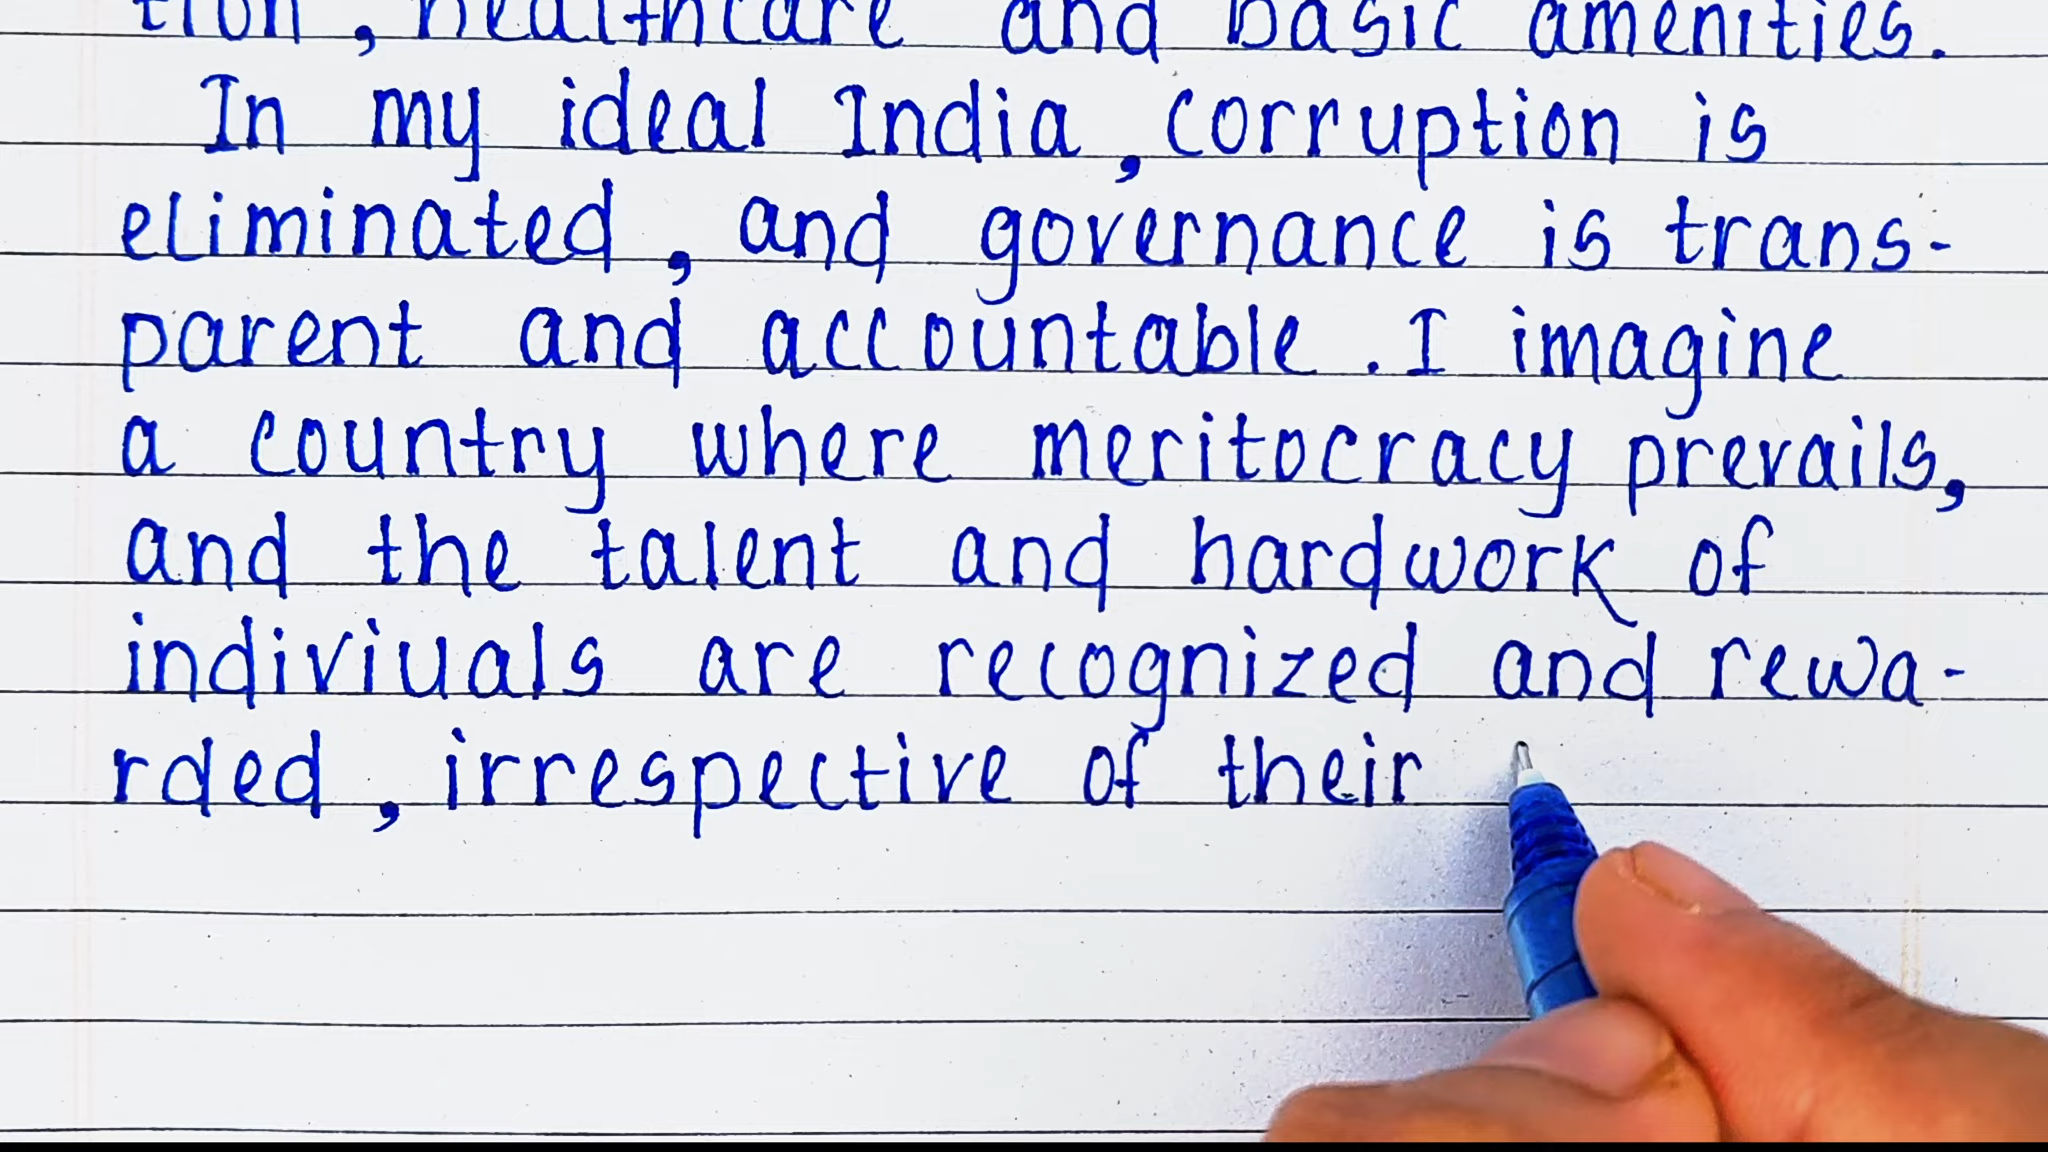 tion, healthcare and basic amenities.
In my ideal India, corruption is
eliminated, and governance is trans-
parent and accountable. I imagine
a country where meritocracy prevails,
and the talent and hardwork of
indiviuals are recognized and rewa-
rded, irrespective of their